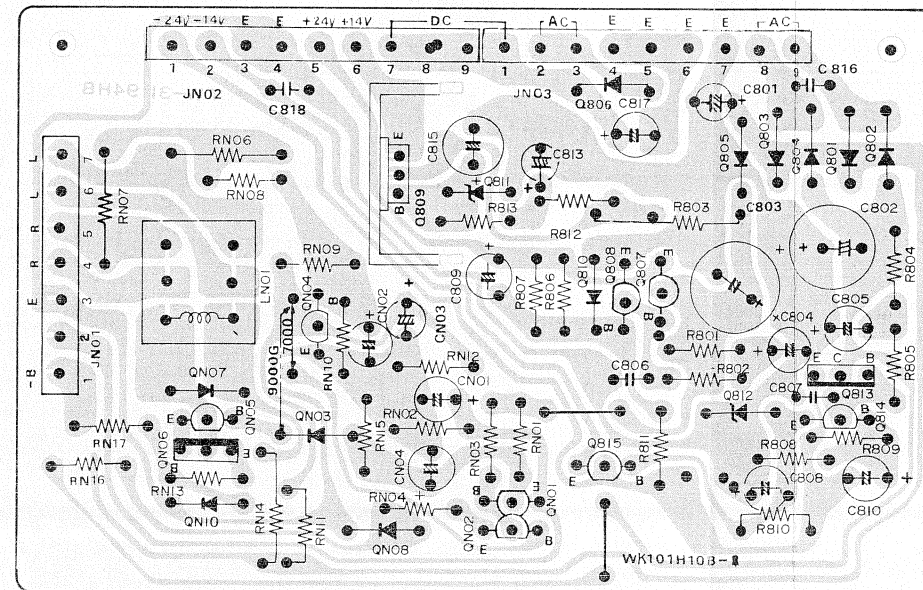 -24V -14V E E +24V +14V DC AC E E E E AC
1 2 3 4 5 6 7 8 9 1 2 3 4 5 6 7 8 9
JN02 JN03
C818 Q806 C817 C801 C816
C815 C813 Q805 Q803 Q801 Q802
L 7
RN06
L 6
RN07 RN08
E Q809 B
Q811 R813
R812 R803 C803 C802
R 5
R 4
RN09 C809 R807 R806 Q810 Q808 E Q807 E R804
LN01
E 3
QN04 B CN02 CN03
9000G 7000
E RN10
B B
R801 C804 C805
2
JN01
-B 1
QN07
RN12 CN01
C806 R802 C807 E C B Q813 R805
E B QN05
QN03 RN15 RN02
Q812 E B Q814
RN17 QN06 B E
CN04 RN03 RN01
Q815 E B R811
R808 R809
RN16 RN13
C808 C810
QN10 RN14 RN11
RN04 QN08
B E QN01
QN02 E B
R810
WK101H10B-